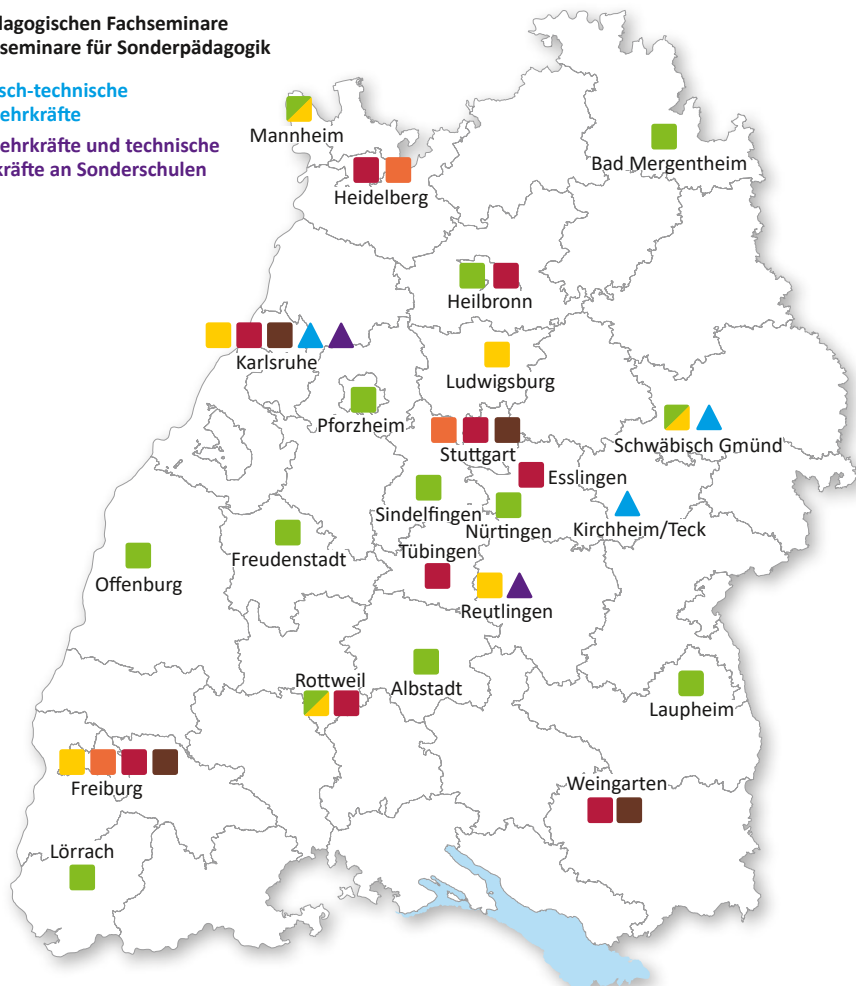 dagogischen Fachseminare
seminare für Sonderpädagogik
sch-technische
ehrkräfte
ehrkräfte und technische
kräfte an Sonderschulen
Mannheim
Bad Mergentheim
Heidelberg
Heilbronn
Karlsruhe
Ludwigsburg
Pforzheim
Stuttgart
Schwäbisch Gmünd
Esslingen
Sindelfingen
Nürtingen
Kirchheim/Teck
Freudenstadt
Tübingen
Offenburg
Reutlingen
Rottweil
Albstadt
Laupheim
Freiburg
Weingarten
Lörrach